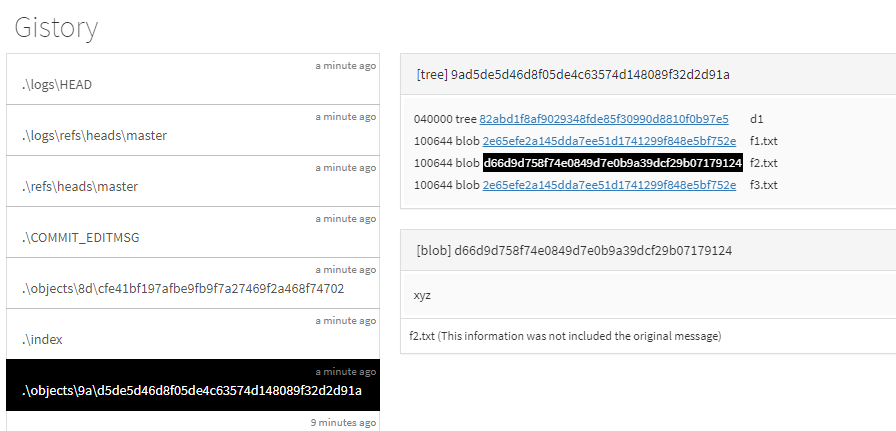 Gistory
a minute ago
.\logs\HEAD
a minute ago
.\logs\refs\heads\master
a minute ago
.\refs\heads\master
a minute ago
.\COMMIT_EDITMSG
a minute ago
.\objects\8d\cfe41bf197afbe9fb9f7a27469f2a468f74702
a minute ago
.\index
a minute ago
.\objects\9a\d5de5d46d8f05de4c63574d148089f32d2d91a
9 minutes ago
[tree] 9ad5de5d46d8f05de4c63574d148089f32d2d91a
040000 tree 82abd1f8af9029348fde85f30990d8810f0b97e5 d1
100644 blob 2e65efe2a145dda7ee51d1741299f848e5bf752e f1.txt
100644 blob d66d9d758f74e0849d7e0b9a39dcf29b07179124 f2.txt
100644 blob 2e65efe2a145dda7ee51d1741299f848e5bf752e f3.txt
[blob] d66d9d758f74e0849d7e0b9a39dcf29b07179124
xyz
f2.txt (This information was not included the original message)